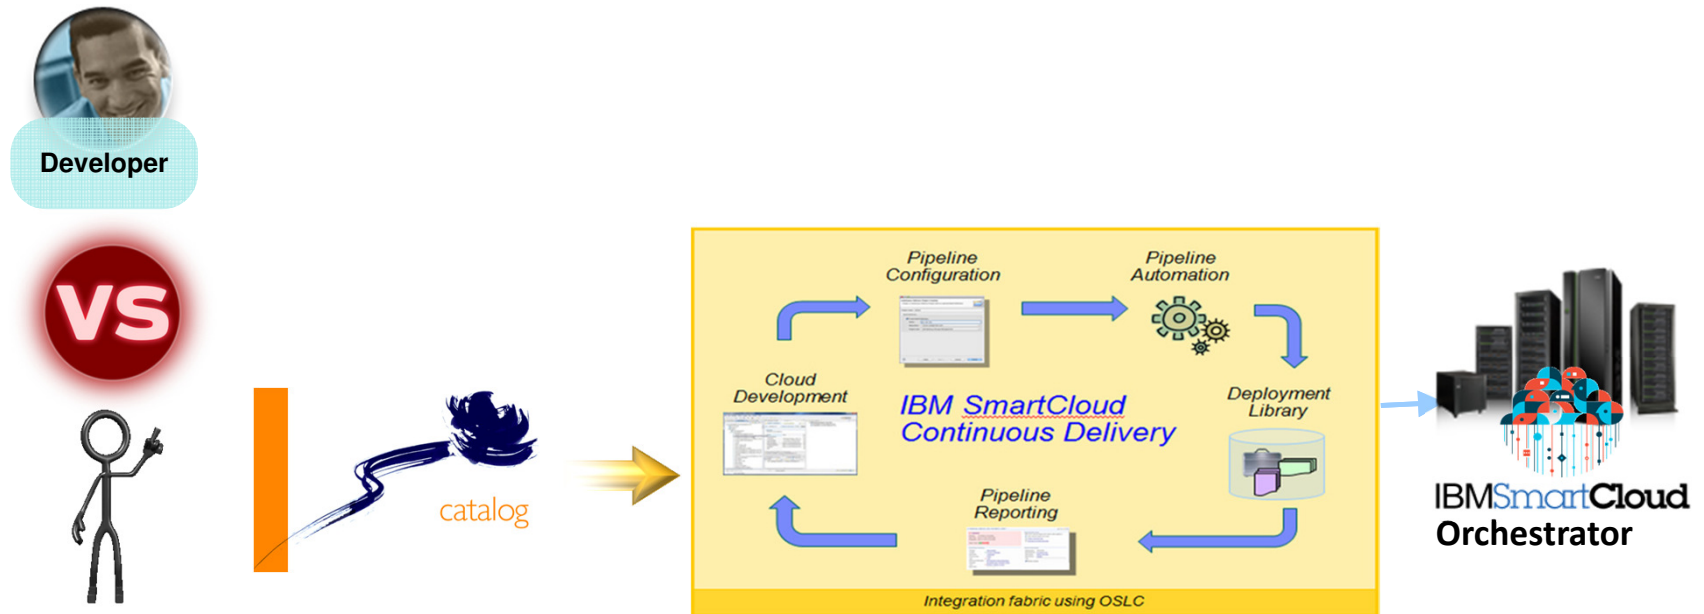 Developer
VS
catalog
Pipeline
Configuration
Pipeline
Automation
Cloud
Development
IBM SmartCloud
Continuous Delivery
Deployment
Library
Pipeline
Reporting
Integration fabric using OSLC
IBMSmartCloud
Orchestrator